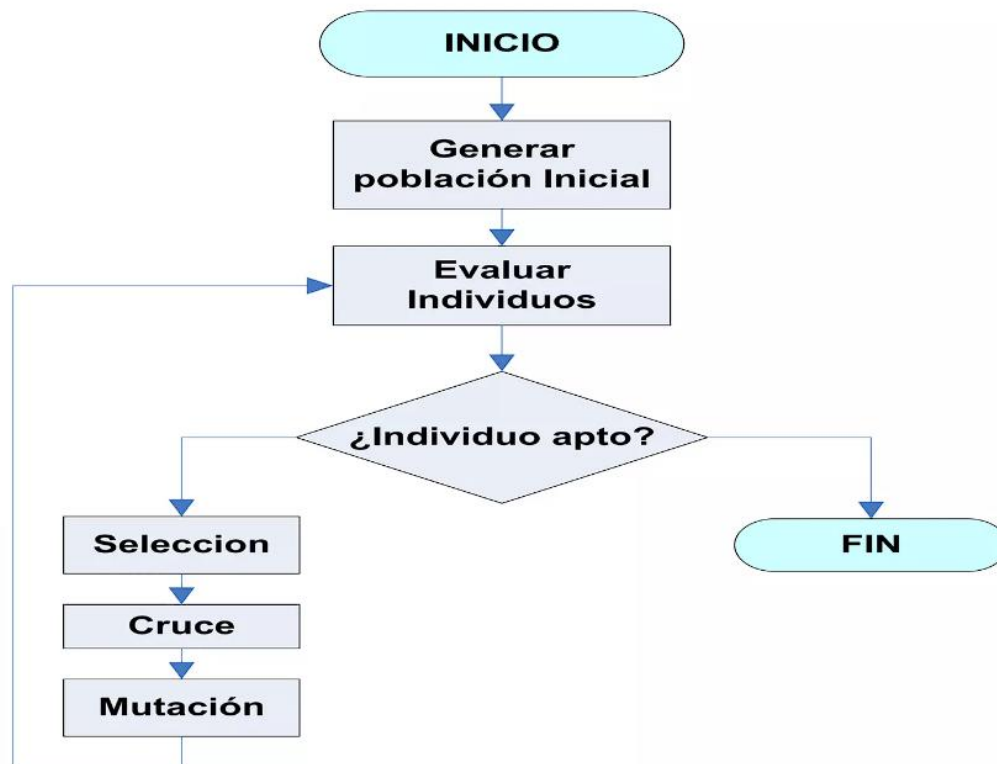 INICIO
Generar
población Inicial
Evaluar
Individuos
¿Individuo apto?
Seleccion
FIN
Cruce
Mutación